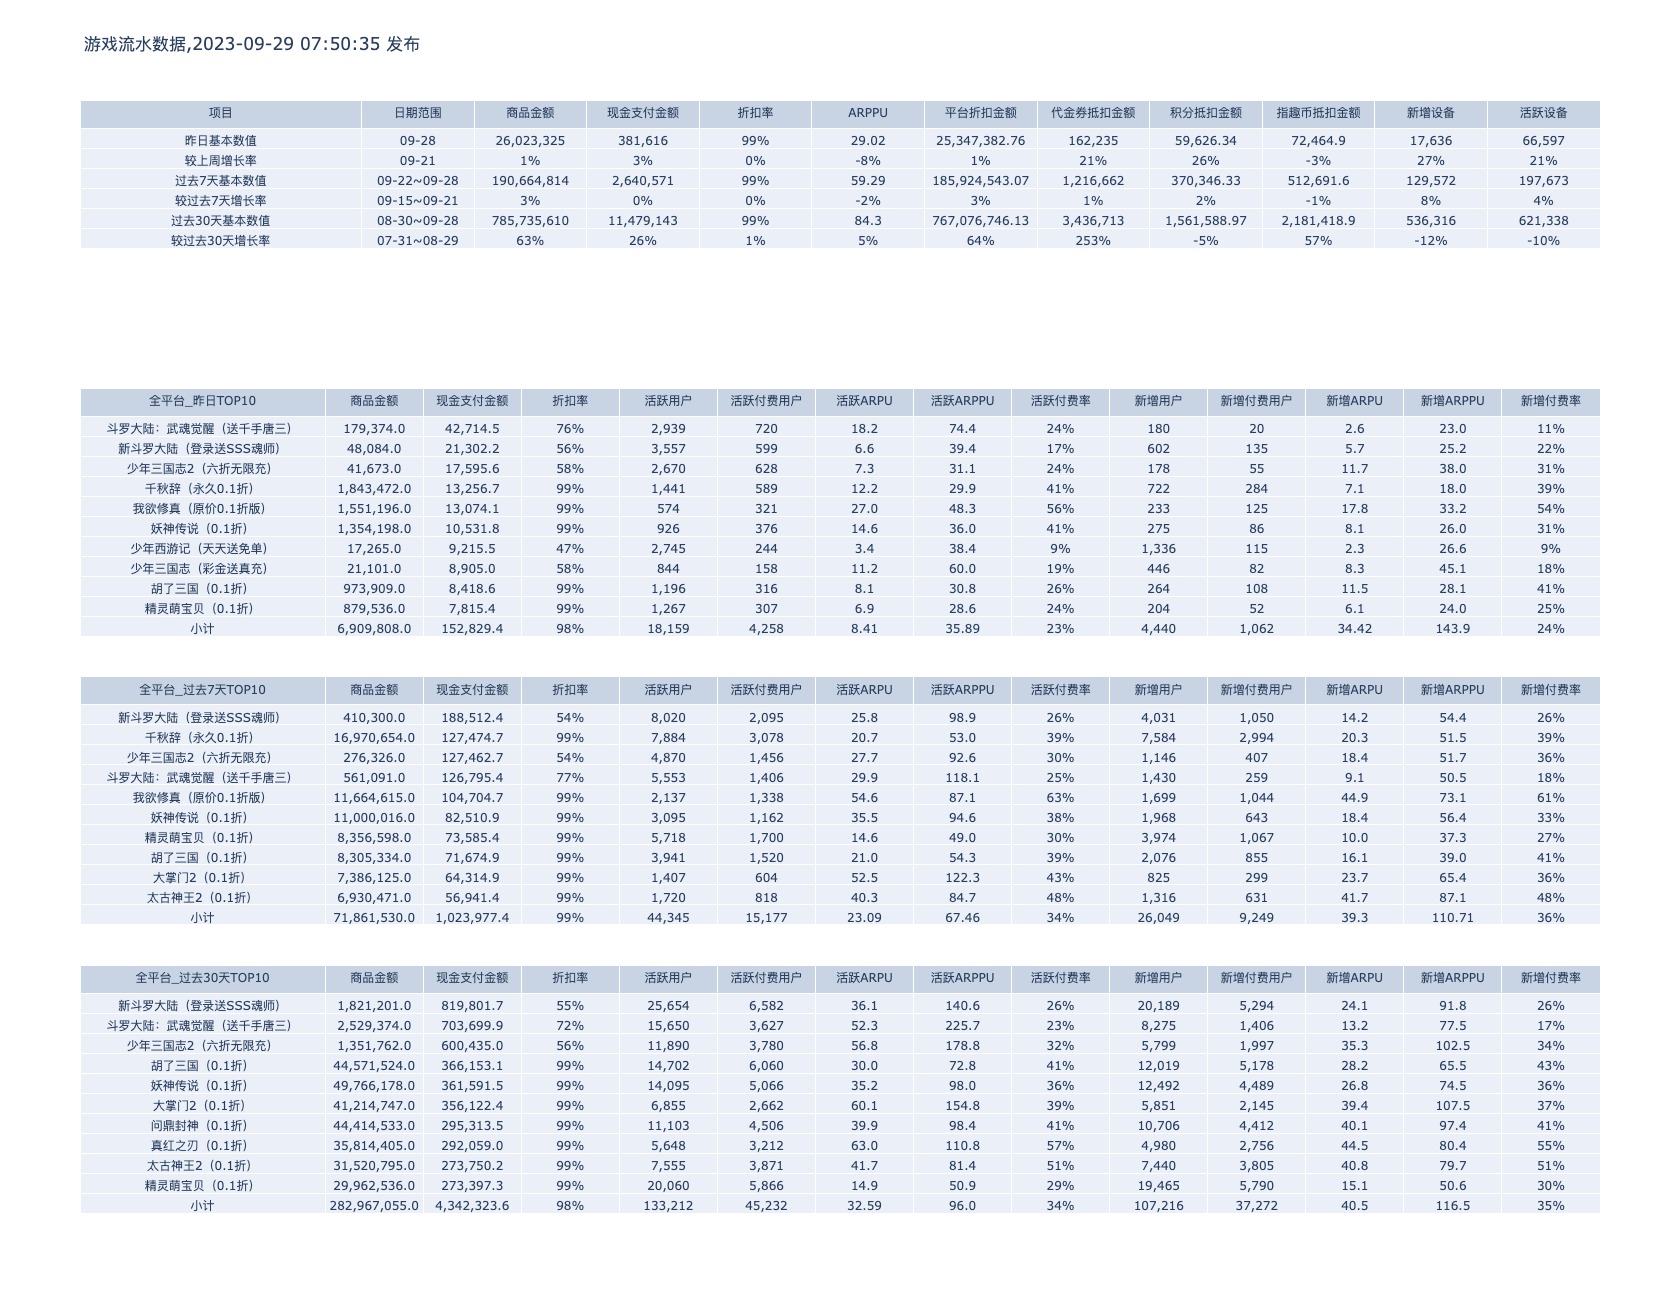 游戏流水数据,2023-09-29 07:50:35 发布
项目 日期范围 商品金额 现金支付金额 折扣率 ARPPU 平台折扣金额 代金券抵扣金额 积分抵扣金额 指趣币抵扣金额 新增设备 活跃设备
昨日基本数值 09-28 26,023,325 381,616 99% 29.02 25,347,382.76 162,235 59,626.34 72,464.9 17,636 66,597
较上周增长率 09-21 1% 3% 0% -8% 1% 21% 26% -3% 27% 21%
过去7天基本数值 09-22~09-28 190,664,814 2,640,571 99% 59.29 185,924,543.07 1,216,662 370,346.33 512,691.6 129,572 197,673
较过去7天增长率 09-15~09-21 3% 0% 0% -2% 3% 1% 2% -1% 8% 4%
过去30天基本数值 08-30~09-28 785,735,610 11,479,143 99% 84.3 767,076,746.13 3,436,713 1,561,588.97 2,181,418.9 536,316 621,338
较过去30天增长率 07-31~08-29 63% 26% 1% 5% 64% 253% -5% 57% -12% -10%
全平台_昨日TOP10 商品金额 现金支付金额 折扣率 活跃用户 活跃付费用户 活跃ARPU 活跃ARPPU 活跃付费率 新增用户 新增付费用户 新增ARPU 新增ARPPU 新增付费率
斗罗大陆：武魂觉醒（送千手唐三） 179,374.0 42,714.5 76% 2,939 720 18.2 74.4 24% 180 20 2.6 23.0 11%
新斗罗大陆（登录送SSS魂师） 48,084.0 21,302.2 56% 3,557 599 6.6 39.4 17% 602 135 5.7 25.2 22%
少年三国志2（六折无限充） 41,673.0 17,595.6 58% 2,670 628 7.3 31.1 24% 178 55 11.7 38.0 31%
千秋辞（永久0.1折） 1,843,472.0 13,256.7 99% 1,441 589 12.2 29.9 41% 722 284 7.1 18.0 39%
我欲修真（原价0.1折版） 1,551,196.0 13,074.1 99% 574 321 27.0 48.3 56% 233 125 17.8 33.2 54%
妖神传说（0.1折） 1,354,198.0 10,531.8 99% 926 376 14.6 36.0 41% 275 86 8.1 26.0 31%
少年西游记（天天送免单） 17,265.0 9,215.5 47% 2,745 244 3.4 38.4 9% 1,336 115 2.3 26.6 9%
少年三国志（彩金送真充） 21,101.0 8,905.0 58% 844 158 11.2 60.0 19% 446 82 8.3 45.1 18%
胡了三国（0.1折） 973,909.0 8,418.6 99% 1,196 316 8.1 30.8 26% 264 108 11.5 28.1 41%
精灵萌宝贝（0.1折） 879,536.0 7,815.4 99% 1,267 307 6.9 28.6 24% 204 52 6.1 24.0 25%
小计 6,909,808.0 152,829.4 98% 18,159 4,258 8.41 35.89 23% 4,440 1,062 34.42 143.9 24%
全平台_过去7天TOP10 商品金额 现金支付金额 折扣率 活跃用户 活跃付费用户 活跃ARPU 活跃ARPPU 活跃付费率 新增用户 新增付费用户 新增ARPU 新增ARPPU 新增付费率
新斗罗大陆（登录送SSS魂师） 410,300.0 188,512.4 54% 8,020 2,095 25.8 98.9 26% 4,031 1,050 14.2 54.4 26%
千秋辞（永久0.1折） 16,970,654.0 127,474.7 99% 7,884 3,078 20.7 53.0 39% 7,584 2,994 20.3 51.5 39%
少年三国志2（六折无限充） 276,326.0 127,462.7 54% 4,870 1,456 27.7 92.6 30% 1,146 407 18.4 51.7 36%
斗罗大陆：武魂觉醒（送千手唐三） 561,091.0 126,795.4 77% 5,553 1,406 29.9 118.1 25% 1,430 259 9.1 50.5 18%
我欲修真（原价0.1折版） 11,664,615.0 104,704.7 99% 2,137 1,338 54.6 87.1 63% 1,699 1,044 44.9 73.1 61%
妖神传说（0.1折） 11,000,016.0 82,510.9 99% 3,095 1,162 35.5 94.6 38% 1,968 643 18.4 56.4 33%
精灵萌宝贝（0.1折） 8,356,598.0 73,585.4 99% 5,718 1,700 14.6 49.0 30% 3,974 1,067 10.0 37.3 27%
胡了三国（0.1折） 8,305,334.0 71,674.9 99% 3,941 1,520 21.0 54.3 39% 2,076 855 16.1 39.0 41%
大掌门2（0.1折） 7,386,125.0 64,314.9 99% 1,407 604 52.5 122.3 43% 825 299 23.7 65.4 36%
太古神王2（0.1折） 6,930,471.0 56,941.4 99% 1,720 818 40.3 84.7 48% 1,316 631 41.7 87.1 48%
小计 71,861,530.0 1,023,977.4 99% 44,345 15,177 23.09 67.46 34% 26,049 9,249 39.3 110.71 36%
全平台_过去30天TOP10 商品金额 现金支付金额 折扣率 活跃用户 活跃付费用户 活跃ARPU 活跃ARPPU 活跃付费率 新增用户 新增付费用户 新增ARPU 新增ARPPU 新增付费率
新斗罗大陆（登录送SSS魂师） 1,821,201.0 819,801.7 55% 25,654 6,582 36.1 140.6 26% 20,189 5,294 24.1 91.8 26%
斗罗大陆：武魂觉醒（送千手唐三） 2,529,374.0 703,699.9 72% 15,650 3,627 52.3 225.7 23% 8,275 1,406 13.2 77.5 17%
少年三国志2（六折无限充） 1,351,762.0 600,435.0 56% 11,890 3,780 56.8 178.8 32% 5,799 1,997 35.3 102.5 34%
胡了三国（0.1折） 44,571,524.0 366,153.1 99% 14,702 6,060 30.0 72.8 41% 12,019 5,178 28.2 65.5 43%
妖神传说（0.1折） 49,766,178.0 361,591.5 99% 14,095 5,066 35.2 98.0 36% 12,492 4,489 26.8 74.5 36%
大掌门2（0.1折） 41,214,747.0 356,122.4 99% 6,855 2,662 60.1 154.8 39% 5,851 2,145 39.4 107.5 37%
问鼎封神（0.1折） 44,414,533.0 295,313.5 99% 11,103 4,506 39.9 98.4 41% 10,706 4,412 40.1 97.4 41%
真红之刃（0.1折） 35,814,405.0 292,059.0 99% 5,648 3,212 63.0 110.8 57% 4,980 2,756 44.5 80.4 55%
太古神王2（0.1折） 31,520,795.0 273,750.2 99% 7,555 3,871 41.7 81.4 51% 7,440 3,805 40.8 79.7 51%
精灵萌宝贝（0.1折） 29,962,536.0 273,397.3 99% 20,060 5,866 14.9 50.9 29% 19,465 5,790 15.1 50.6 30%
小计 282,967,055.0 4,342,323.6 98% 133,212 45,232 32.59 96.0 34% 107,216 37,272 40.5 116.5 35%